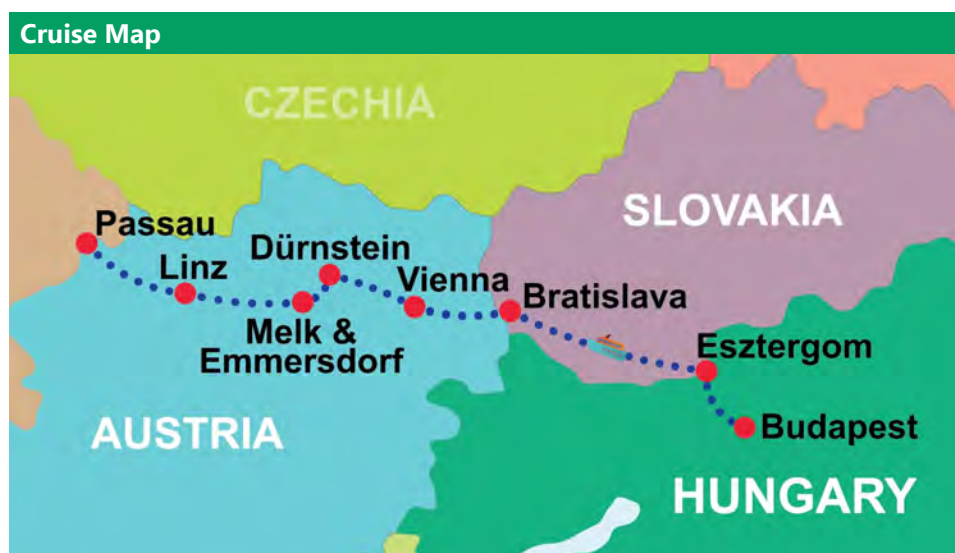 Cruise Map
CZECHIA
SLOVAKIA
Passau
Dürnstein
Linz
Vienna
Bratislava
Melk &
Emmersdorf
Esztergom
AUSTRIA
Budapest
HUNGARY